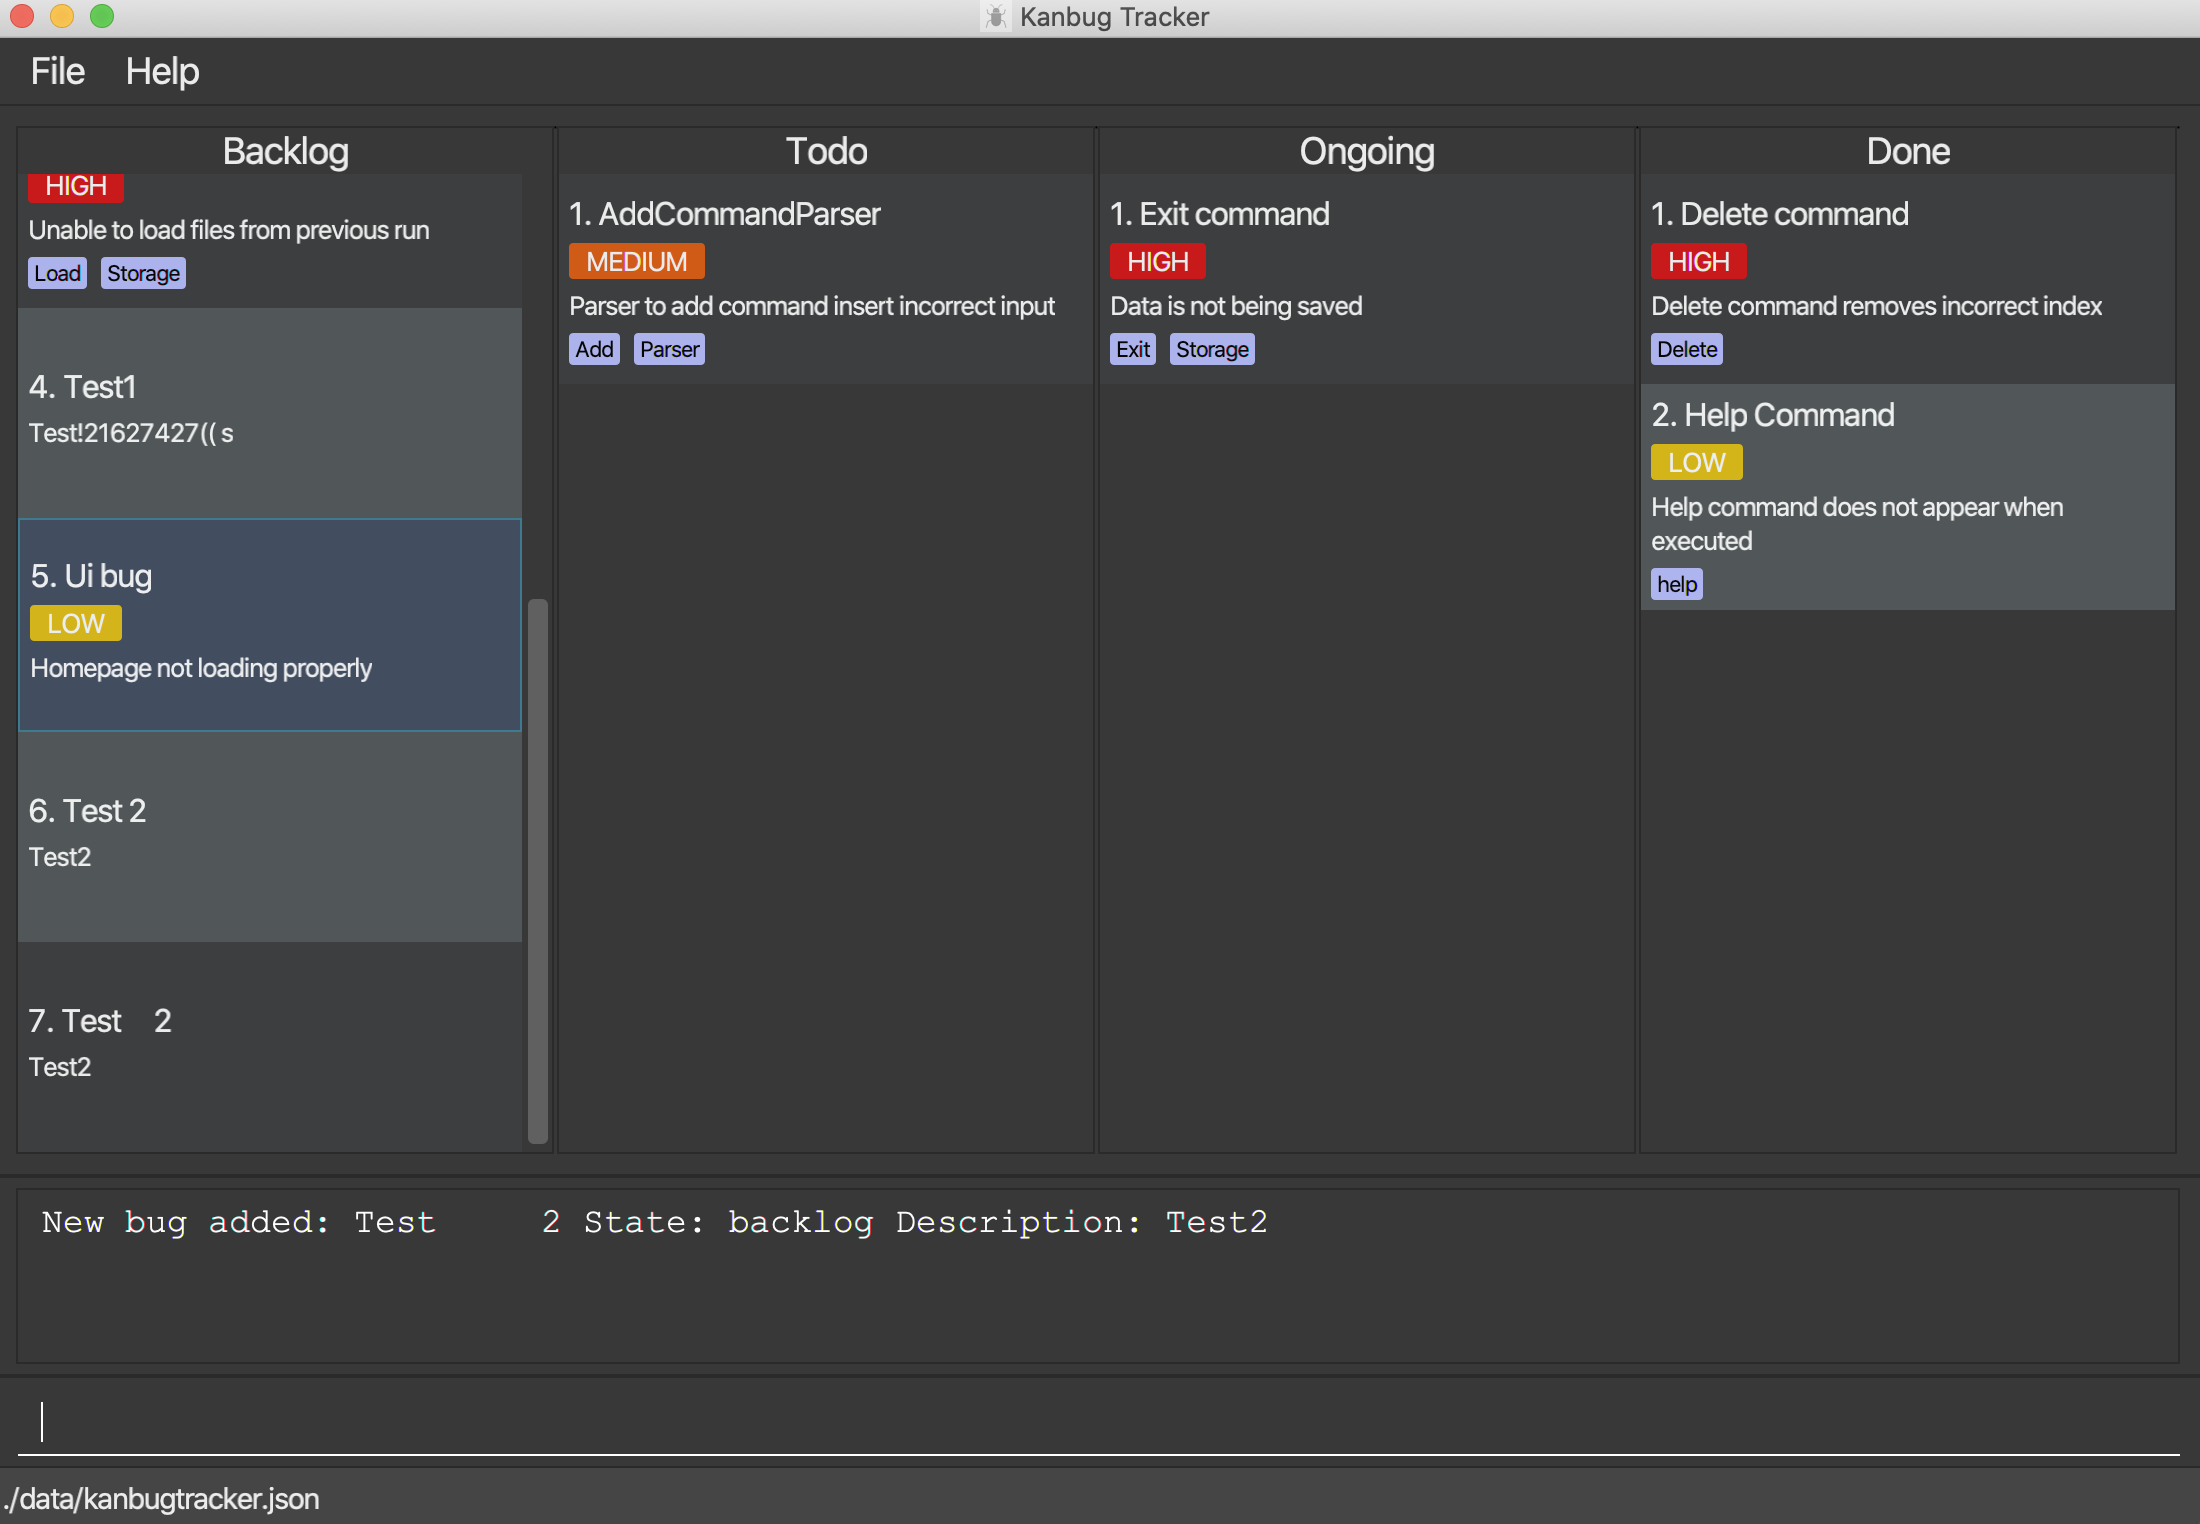 Kanbug Tracker
File Help
Backlog
HIGH
Unable to load files from previous run
Load Storage
4. Test1
Test!21627427(( s
5. Ui bug
LOW
Homepage not loading properly
6. Test 2
Test2
7. Test    2
Test2
Todo
1. AddCommandParser
MEDIUM
Parser to add command insert incorrect input
Add Parser
Ongoing
1. Exit command
HIGH
Data is not being saved
Exit Storage
Done
1. Delete command
HIGH
Delete command removes incorrect index
Delete
2. Help Command
LOW
Help command does not appear when
executed
help
New bug added: Test     2 State: backlog Description: Test2
./data/kanbugtracker.json